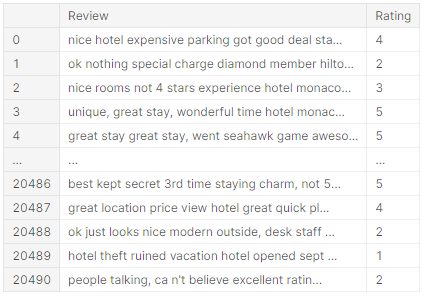 Review Rating
0 nice hotel expensive parking got good deal sta... 4
1 ok nothing special charge diamond member hilto... 2
2 nice rooms not 4 stars experience hotel monaco... 3
3 unique, great stay, wonderful time hotel monac... 5
4 great stay great stay, went seahawk game aweso... 5
... ... ...
20486 best kept secret 3rd time staying charm, not 5... 5
20487 great location price view hotel great quick pl... 4
20488 ok just looks nice modern outside, desk staff ... 2
20489 hotel theft ruined vacation hotel opened sept ... 1
20490 people talking, ca n't believe excellent ratin... 2